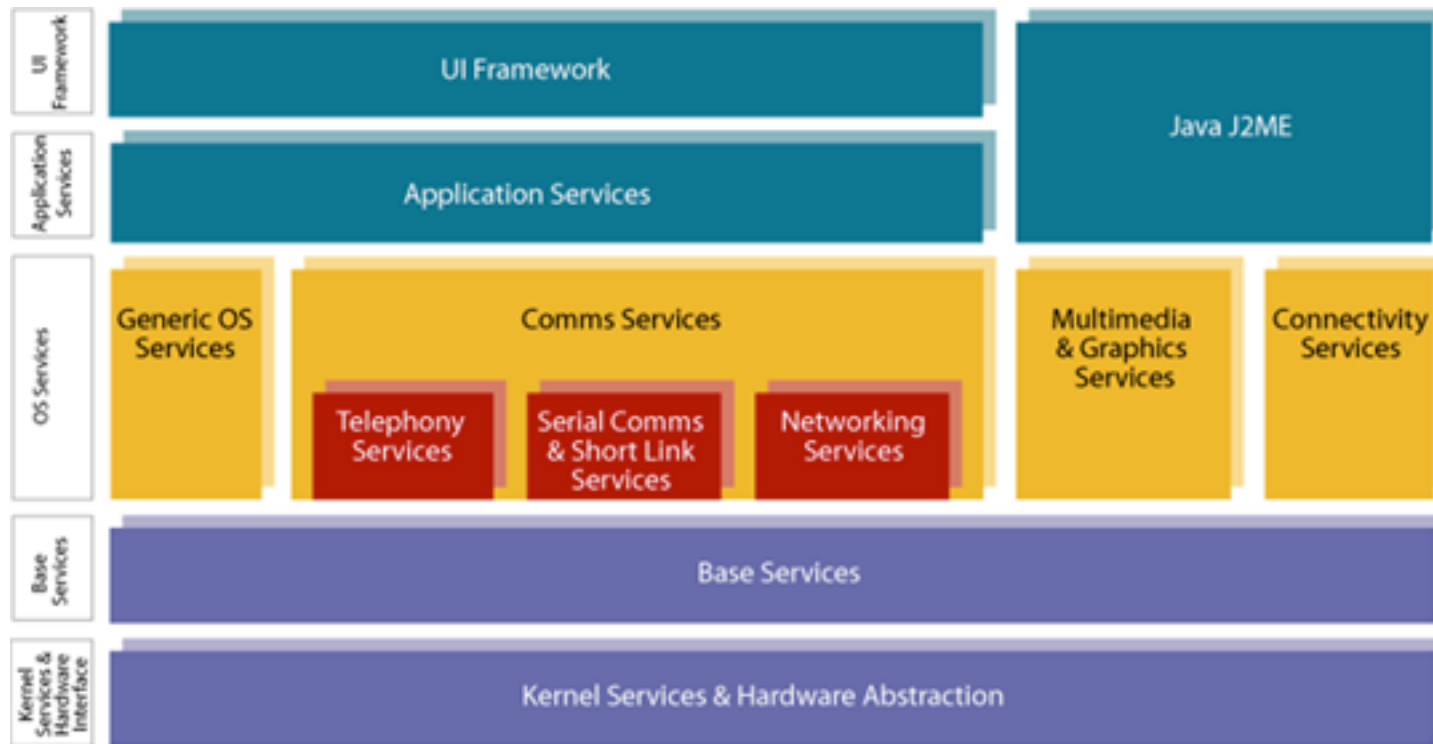 UI
Framework
UI Framework
Java J2ME
Application
Services
Application Services
OS Services
Generic OS
Services
Comms Services
Telephony
Services
Serial Comms
& Short Link
Services
Networking
Services
Multimedia
& Graphics
Services
Connectivity
Services
Base
Services
Base Services
Kernel
Services &
Hardware
Interface
Kernel Services & Hardware Abstraction